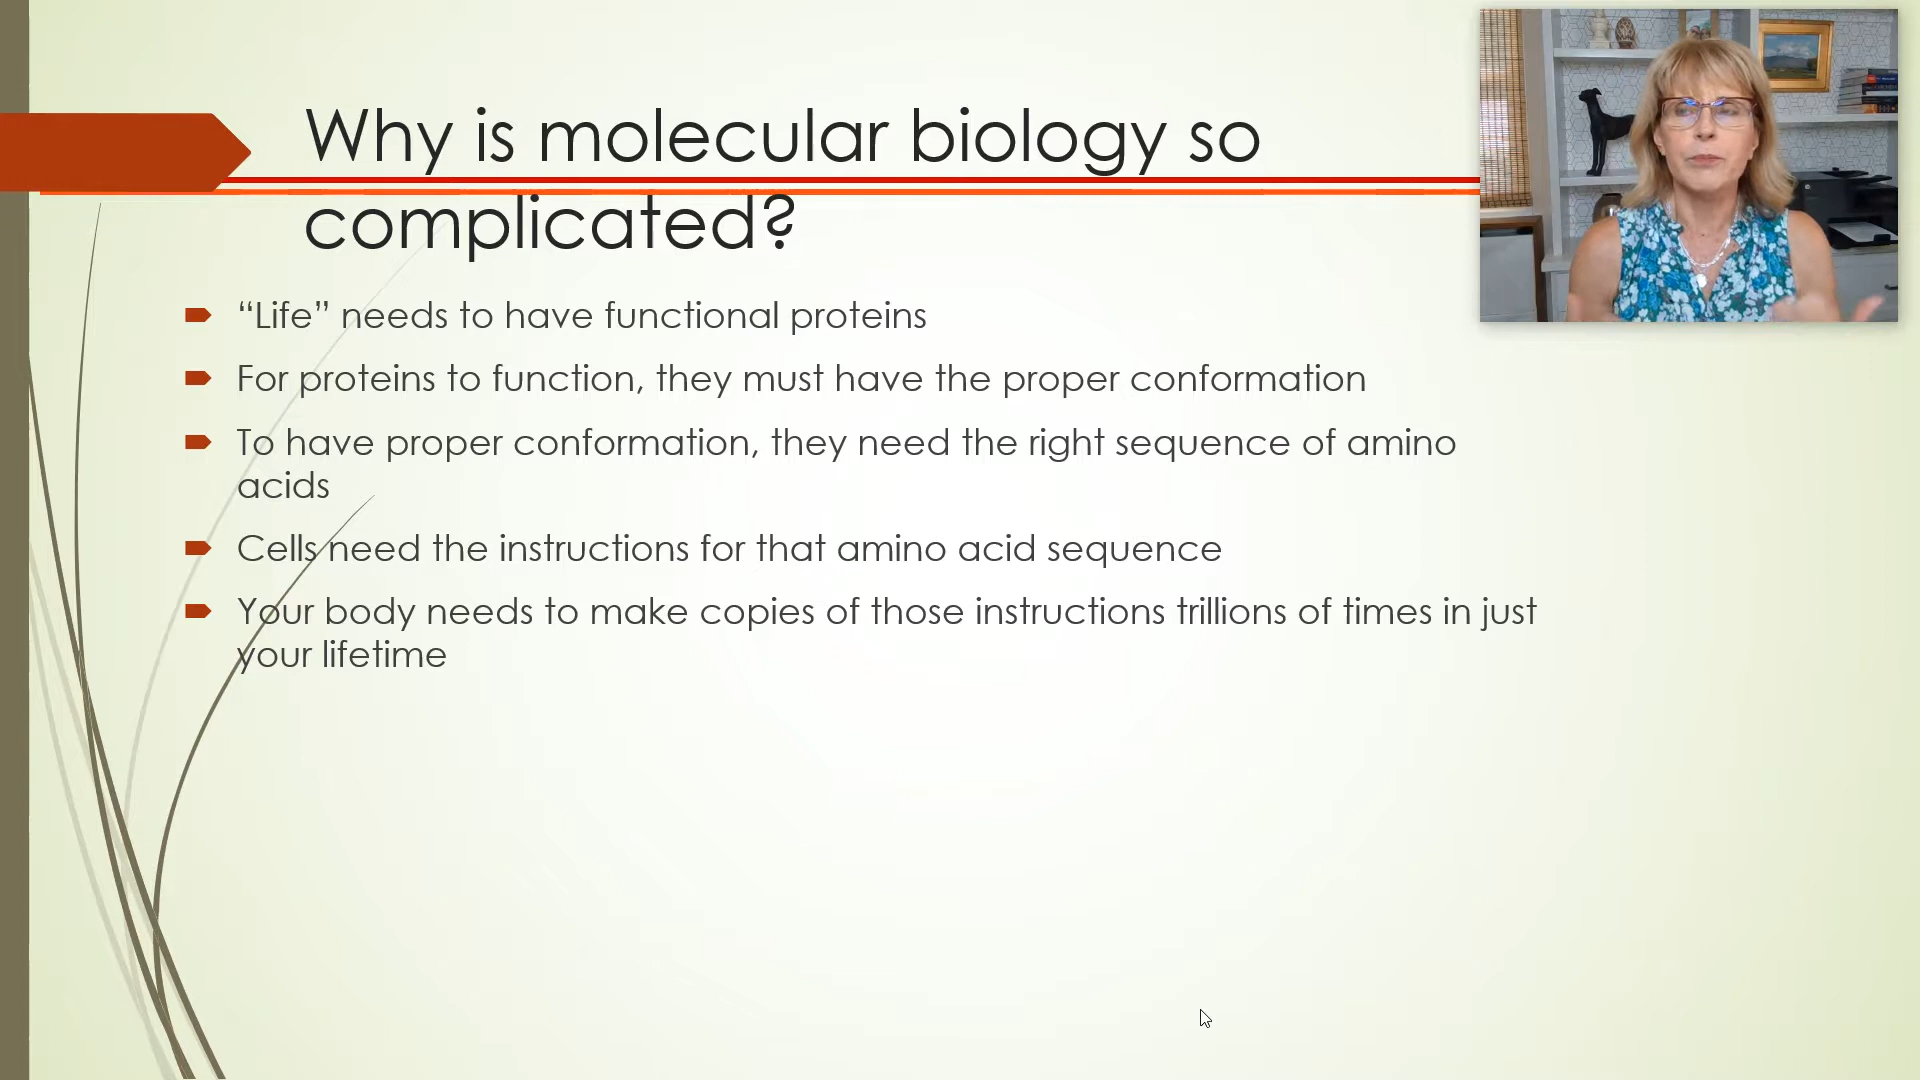 Why is molecular biology so
complicated?
“Life” needs to have functional proteins
For proteins to function, they must have the proper conformation
To have proper conformation, they need the right sequence of amino
acids
Cells need the instructions for that amino acid sequence
Your body needs to make copies of those instructions trillions of times in just
your lifetime